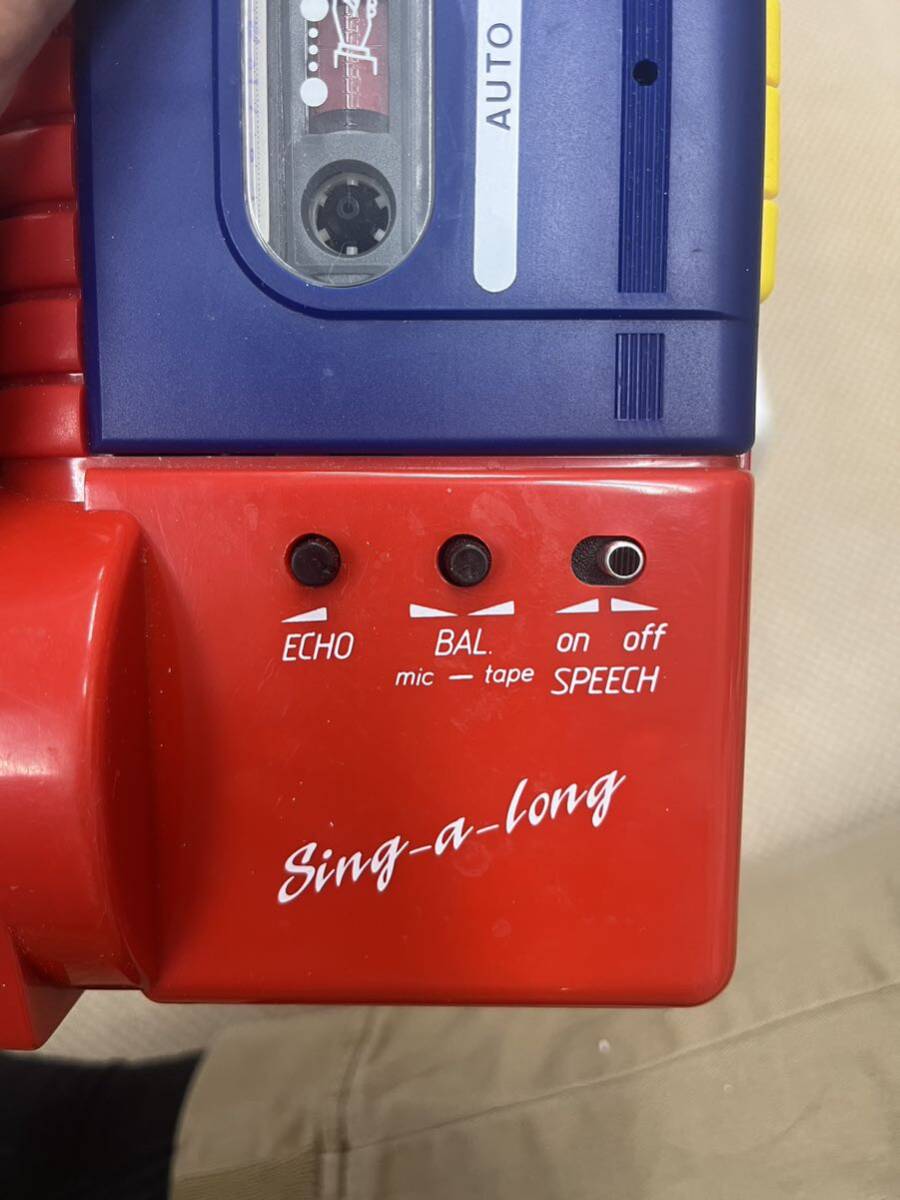 AUTO
ECHO
BAL.
mic — tape
on off
SPEECH
Sing-a-long